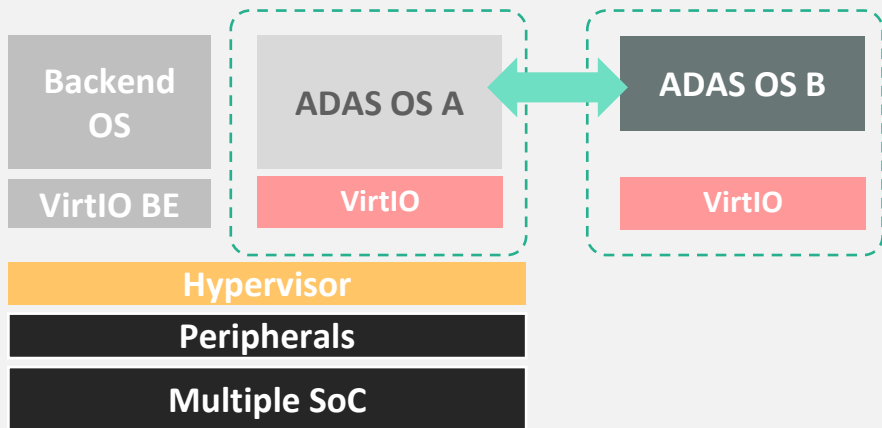 Backend
OS
ADAS OS A
ADAS OS B
VirtIO BE
VirtIO
VirtIO
Hypervisor
Peripherals
Multiple SoC